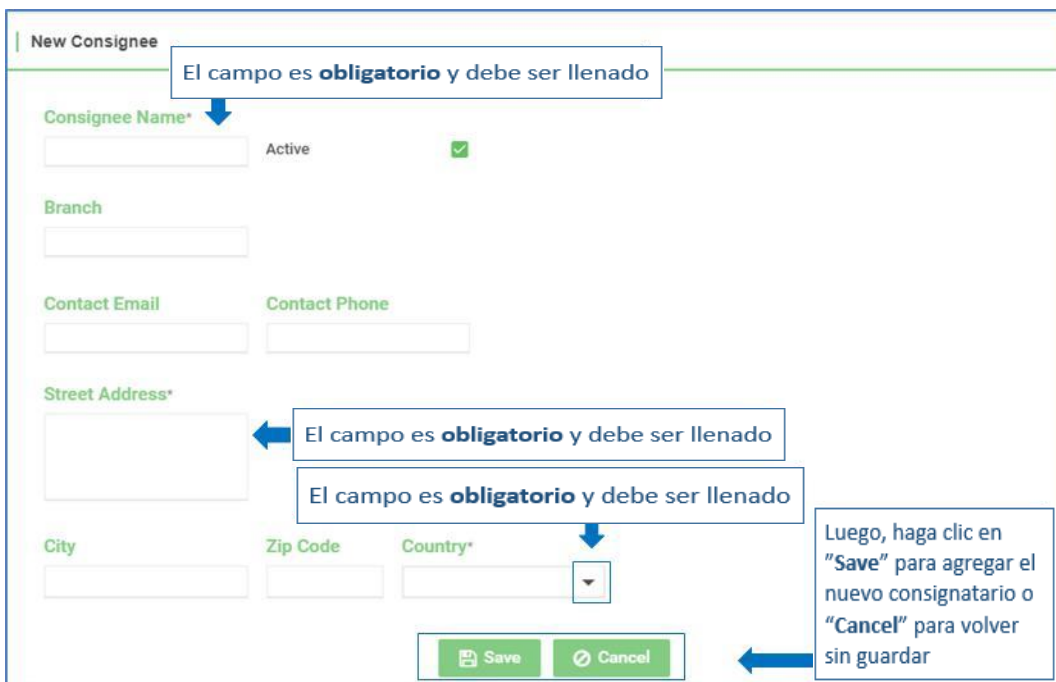 New Consignee
El campo es obligatorio y debe ser llenado
Consignee Name*
Active
Branch
Contact Email Contact Phone
Street Address*
El campo es obligatorio y debe ser llenado
El campo es obligatorio y debe ser llenado
City Zip Code Country*
Luego, haga clic en
"Save" para agregar el
nuevo consignatario o
"Cancel" para volver
sin guardar
Save Cancel